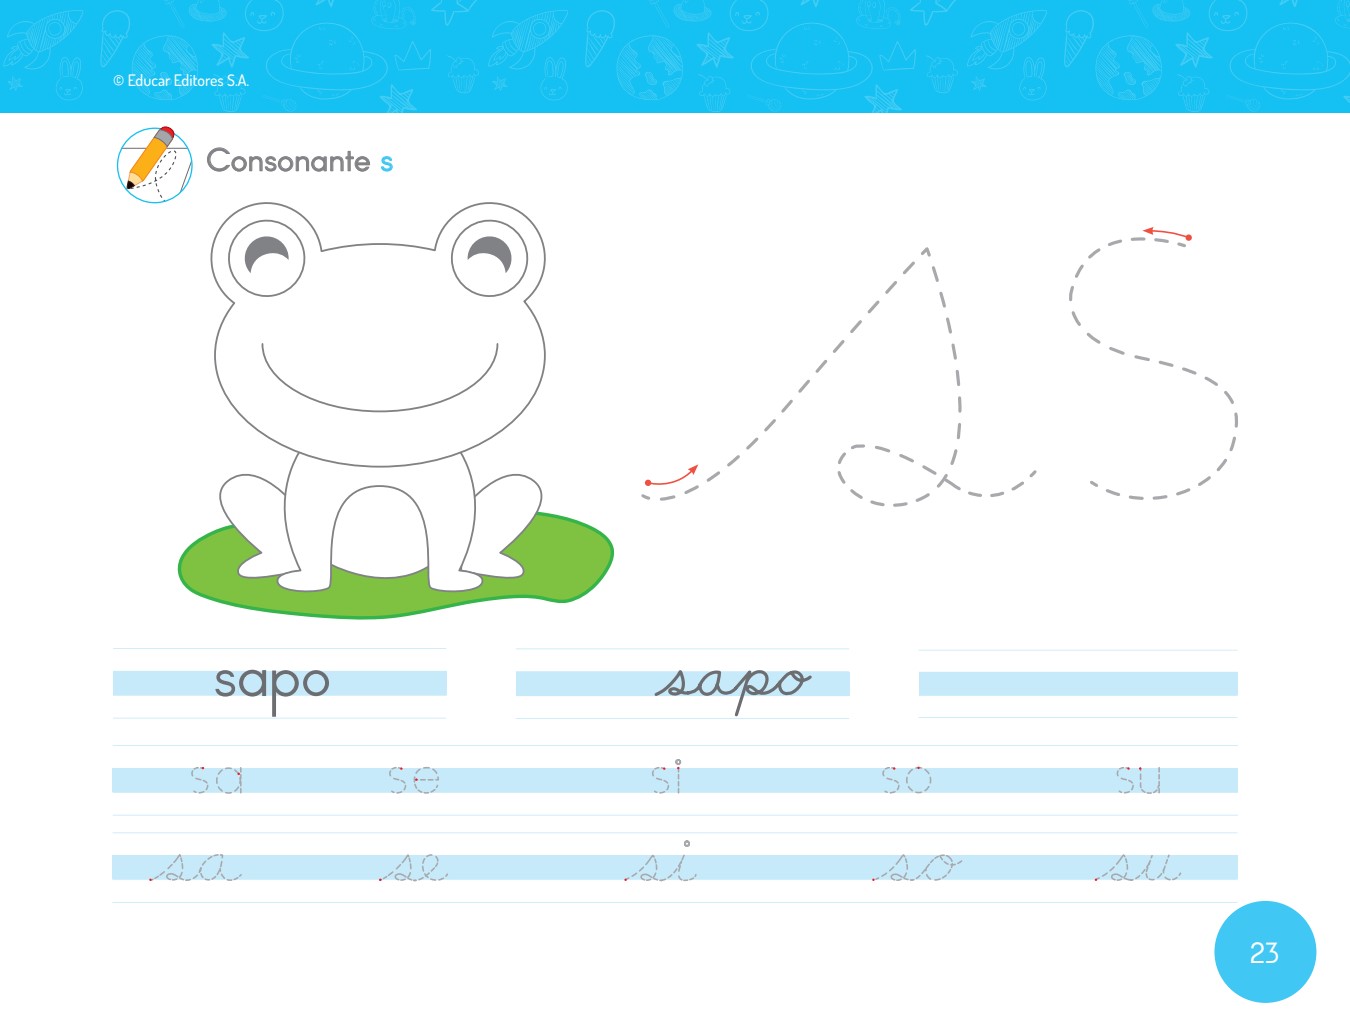 © Educar Editores S.A.
Consonante s
s s
sapo sapo
sa se si so su
sa se si so su
23